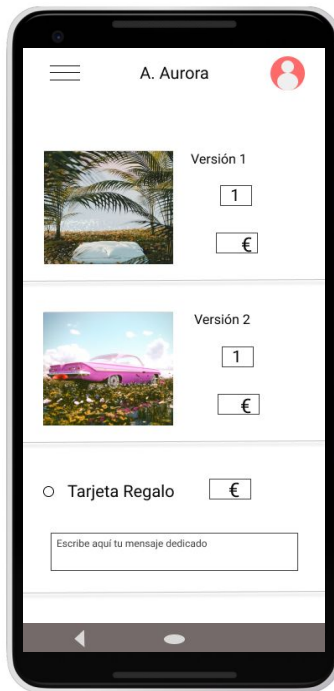 A. Aurora
Versión 1
1
€
Versión 2
1
€
Tarjeta Regalo €
Escribe aquí tu mensaje dedicado